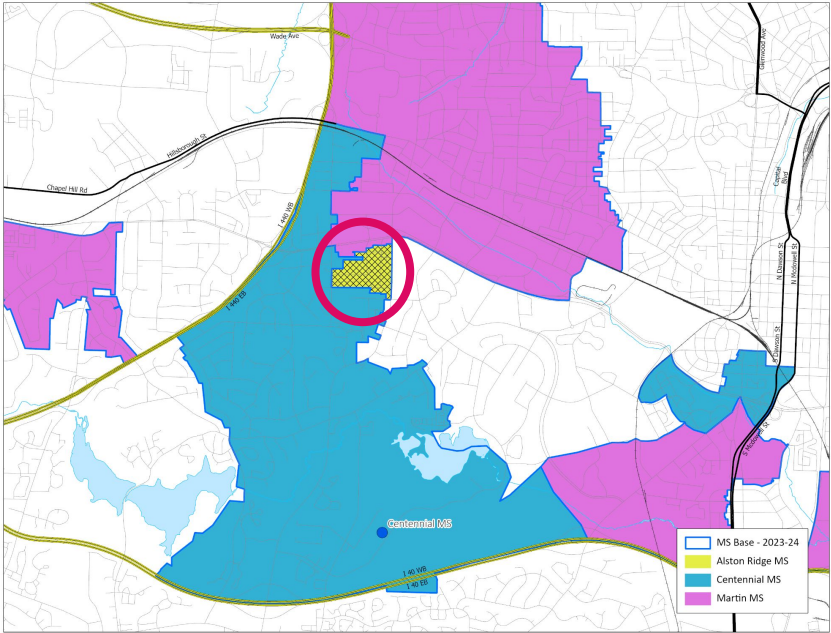 Wade Ave
Glenwood Ave
Hillsborough St
Chapel Hill Rd
Capital
Blvd
I 440 WB
I 440 EB
N Dawson St
N Mcdowell St
S Dawson St
S Mcdowell St
Centennial MS
I 40 WB
I 40 EB
MS Base - 2023-24
Alston Ridge MS
Centennial MS
Martin MS